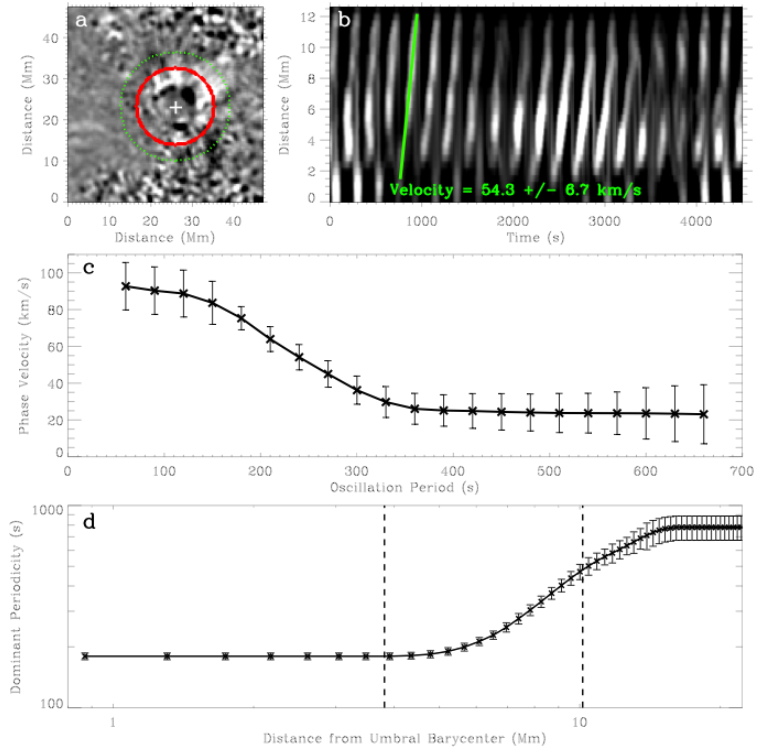 a
50
40
30
20
10
0
Distance (Mm)
0 10 20 30 40
Distance (Mm)
b
12
10
8
6
4
2
0
Distance (Mm)
Velocity = 54.3 +/- 6.7 km/s
0 1000 2000 3000 4000
Time (s)
c
100
80
60
40
20
0
Phase Velocity (km/s)
0 100 200 300 400 500 600 700
Oscillation Period (s)
d
1000
100
Dominant Periodicity (s)
1 10
Distance from Umbral Barycenter (Mm)